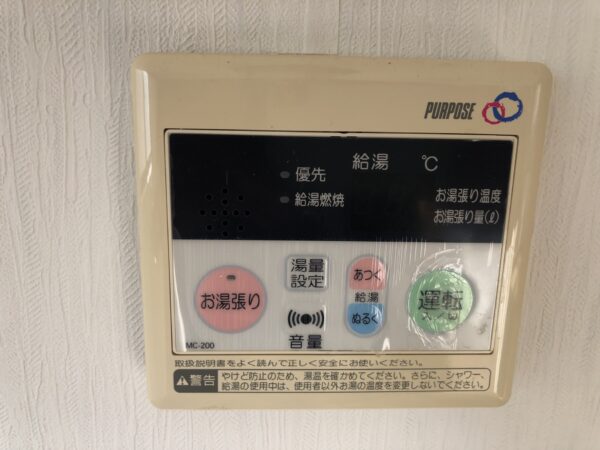 PURPOSE
給湯 ℃
優先
給湯燃焼
お湯張り温度
お湯張り量(ℓ)
お湯張り
湯量
設定
音量
あつく
給湯
ぬるく
運転
MC-200
取扱説明書をよく読んで正しく安全にお使いください。
警告
やけど防止のため、湯温を確かめてください。さらに、シャワー、
給湯の使用中は、使用者以外お湯の温度を変更しないでください。